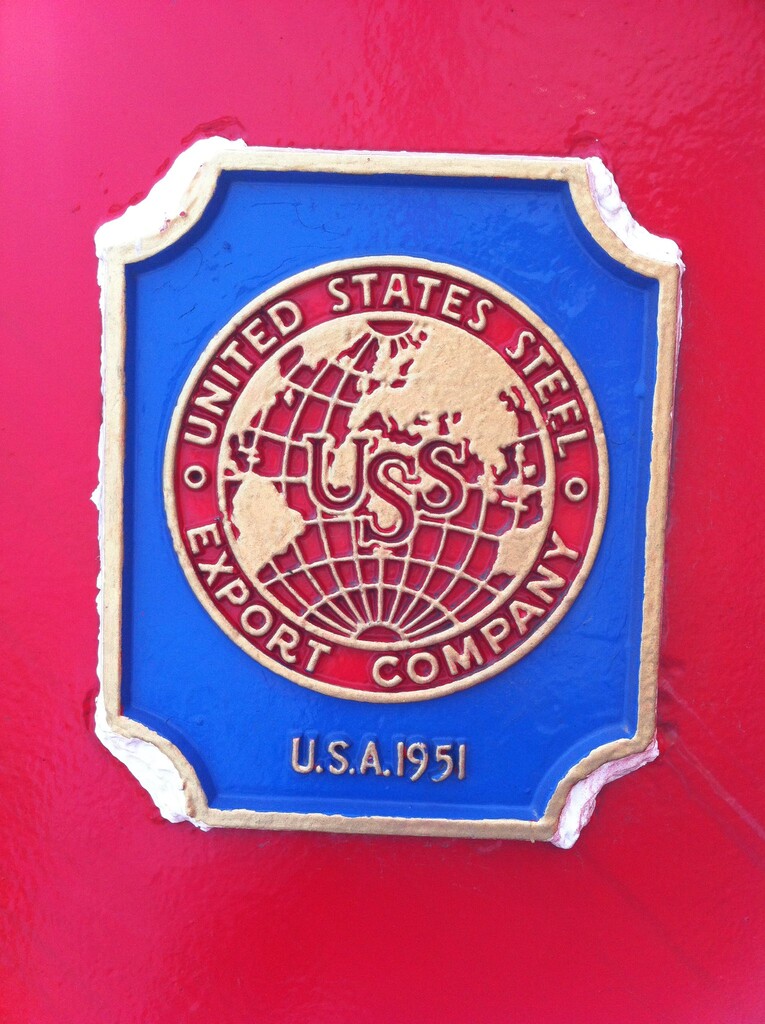 UNITED STATES STEEL
USS
EXPORT COMPANY
U.S.A.1951